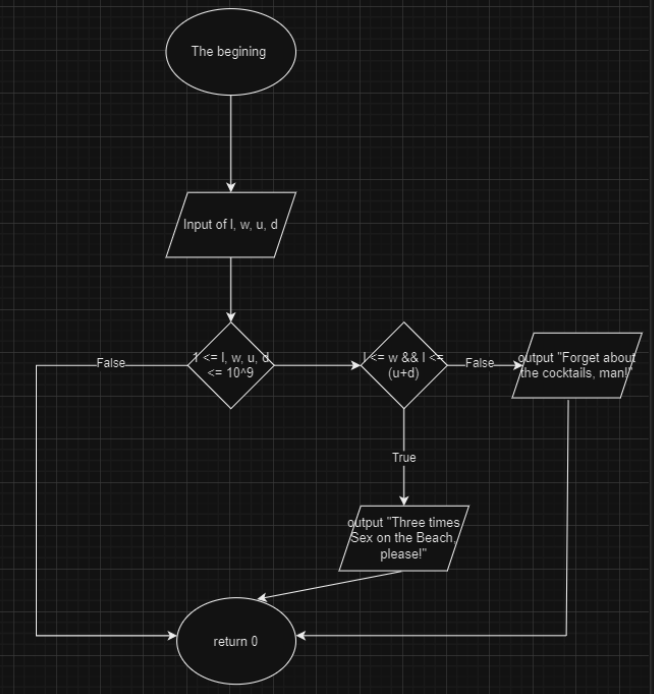 The begining
Input of l, w, u, d
1 <= l, w, u, d
<= 10^9
False
l <= w && l <=
(u+d)
False
output "Forget about
the cocktails, man!"
True
output "Three times
Sex on the Beach,
please!"
return 0